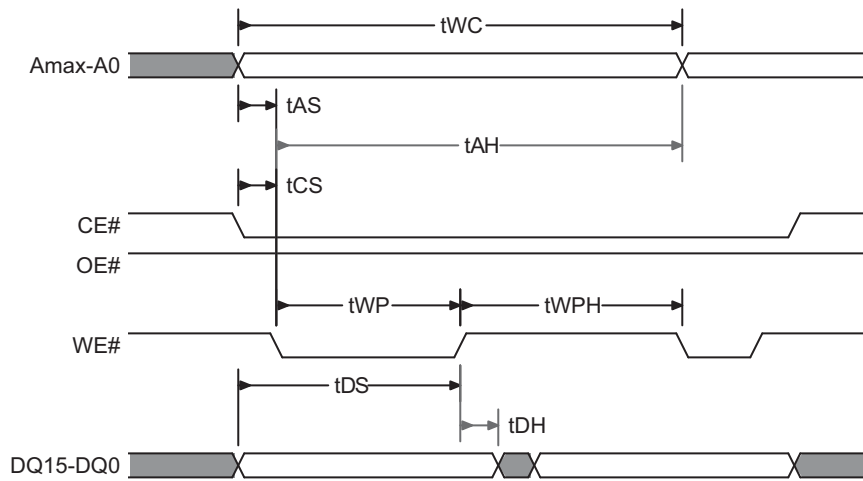 tWC
Amax-A0
tAS
tAH
tCS
CE#
OE#
tWP
tWPH
WE#
tDS
tDH
DQ15-DQ0